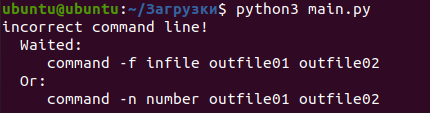 ubuntu@ubuntu:~/Загрузки$ python3 main.py
incorrect command line!
  Waited:
     command -f infile outfile01 outfile02
  Or:
     command -n number outfile01 outfile02